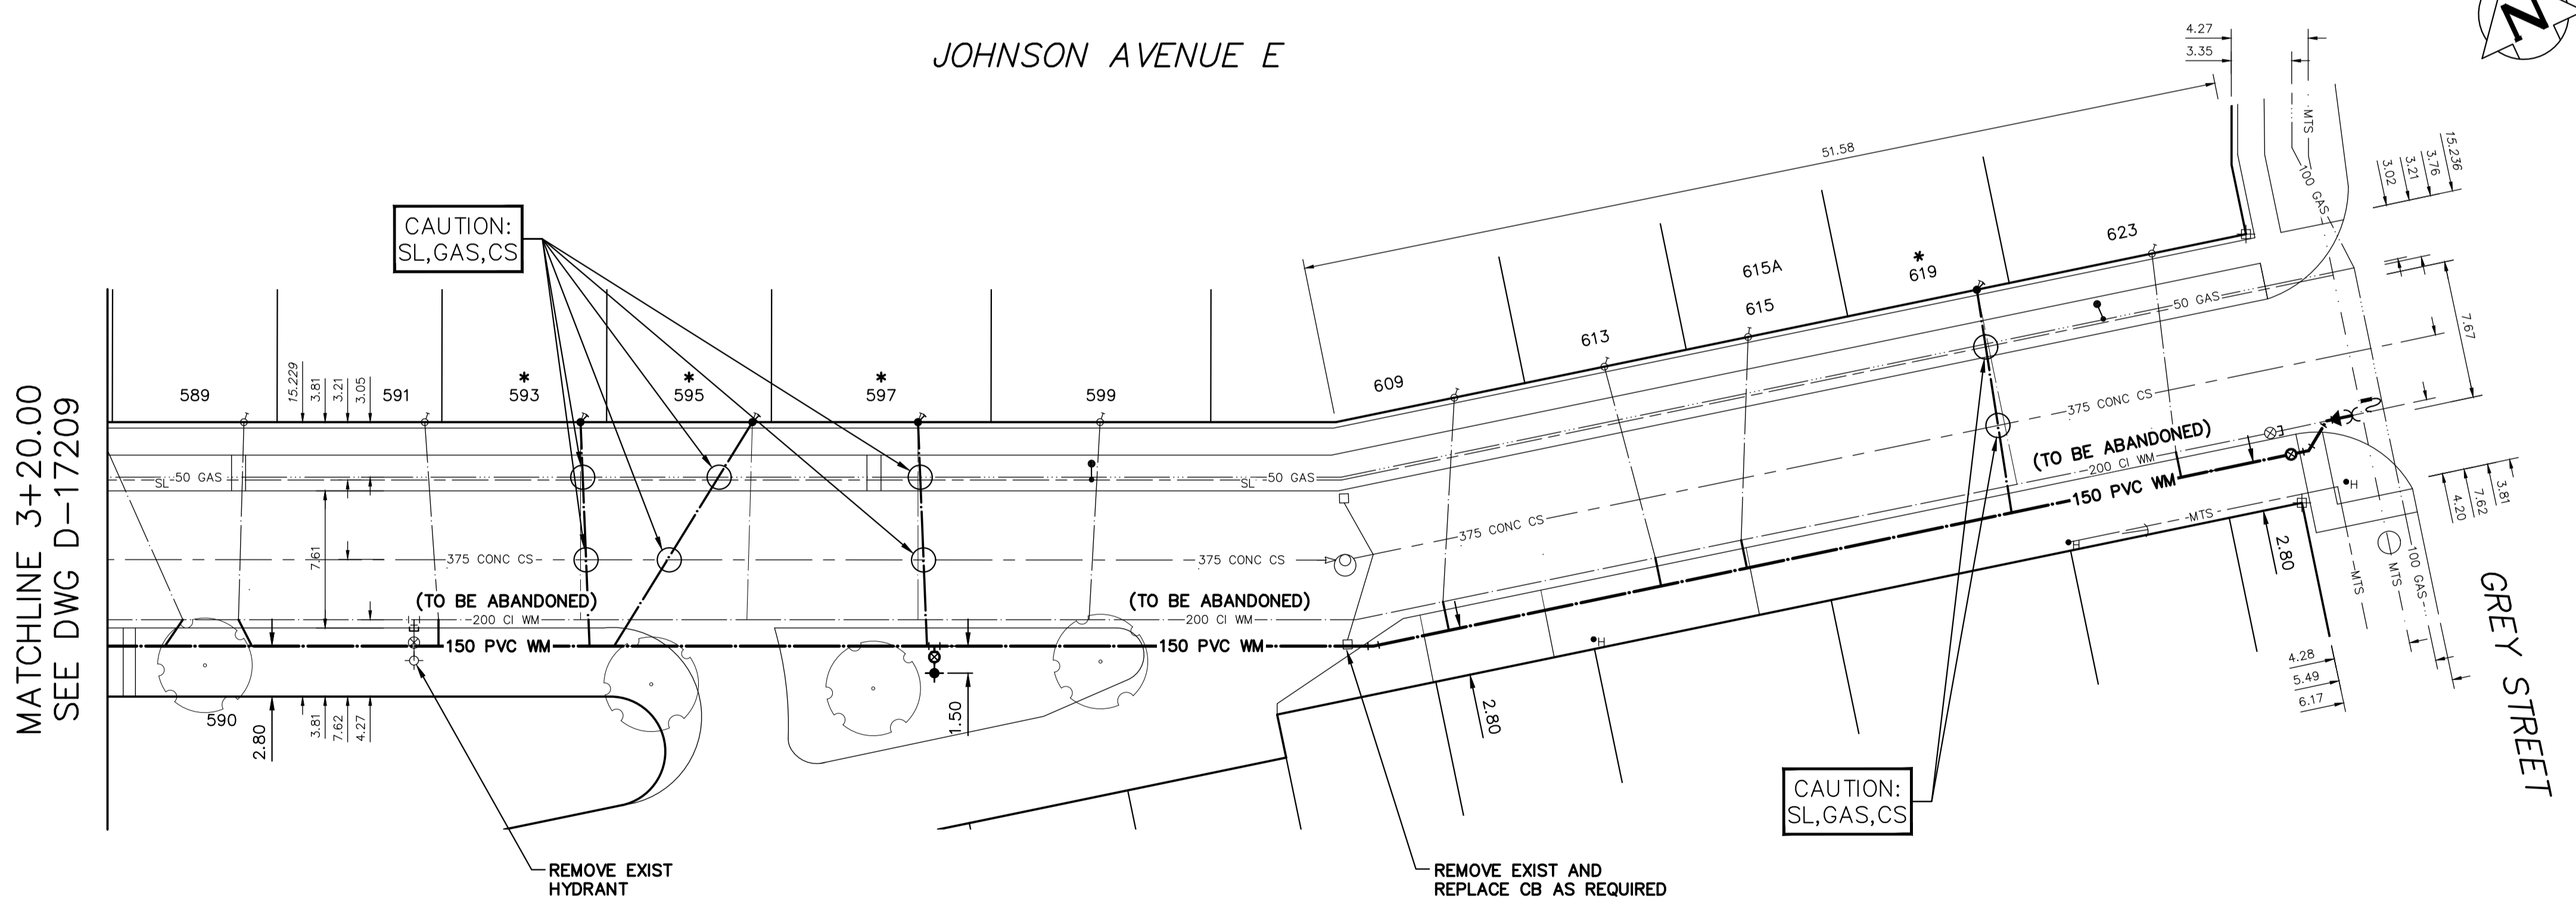 JOHNSON AVENUE E
N
4.27
3.35
MTS
100 GAS
15.236
3.76
3.21
3.02
51.58
CAUTION:
SL,GAS,CS
623
*
619
615A
615
613
609
50 GAS
7.67
MATCHLINE 3+20.00
SEE DWG D-17209
589
15.229
3.81
3.21
3.05
591
*
593
*
595
*
597
599
SL
50 GAS
SL
50 GAS
375 CONC CS
375 CONC CS
(TO BE ABANDONED)
200 CI WM
150 PVC WM
MTS
H
3.81
7.62
4.20
7.61
375 CONC CS
375 CONC CS
(TO BE ABANDONED)
200 CI WM
150 PVC WM
(TO BE ABANDONED)
200 CI WM
150 PVC WM
H
H
2.80
MTS
MTS
100 GAS
GREY STREET
4.28
5.49
6.17
590
2.80
3.81
7.62
4.27
1.50
2.80
CAUTION:
SL,GAS,CS
REMOVE EXIST
HYDRANT
REMOVE EXIST AND
REPLACE CB AS REQUIRED